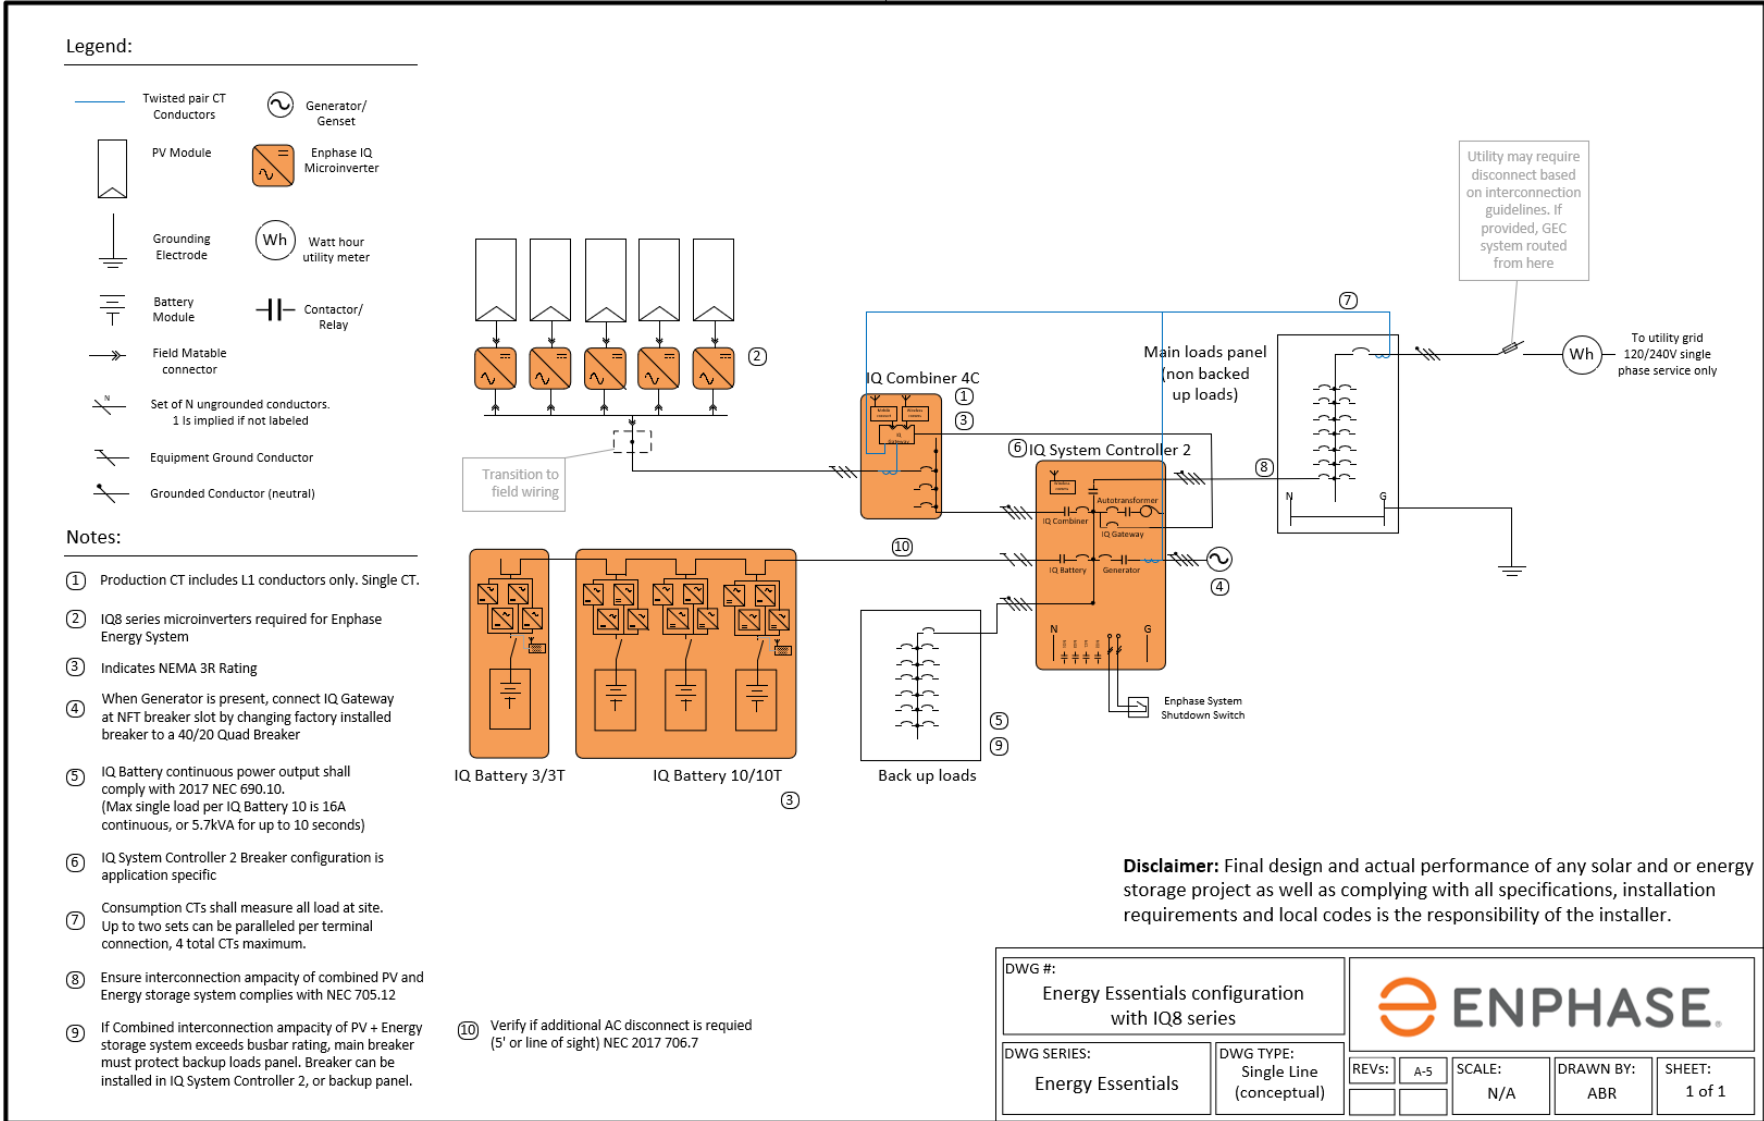 Legend:
Twisted pair CT
Conductors
Generator/
Genset
PV Module
Enphase IQ
Microinverter
Grounding
Electrode
Wh
Watt hour
utility meter
Battery
Module
Contactor/
Relay
Field Matable
connector
N
Set of N ungrounded conductors.
1 Is implied if not labeled
Equipment Ground Conductor
Grounded Conductor (neutral)
Notes:
1 Production CT includes L1 conductors only. Single CT.
2 IQ8 series microinverters required for Enphase
Energy System
3 Indicates NEMA 3R Rating
4 When Generator is present, connect IQ Gateway
at NFT breaker slot by changing factory installed
breaker to a 40/20 Quad Breaker
5 IQ Battery continuous power output shall
comply with 2017 NEC 690.10.
(Max single load per IQ Battery 10 is 16A
continuous, or 5.7kVA for up to 10 seconds)
6 IQ System Controller 2 Breaker configuration is
application specific
7 Consumption CTs shall measure all load at site.
Up to two sets can be paralleled per terminal
connection, 4 total CTs maximum.
8 Ensure interconnection ampacity of combined PV and
Energy storage system complies with NEC 705.12
9 If Combined interconnection ampacity of PV + Energy
storage system exceeds busbar rating, main breaker
must protect backup loads panel. Breaker can be
installed in IQ System Controller 2, or backup panel.
10 Verify if additional AC disconnect is requied
(5' or line of sight) NEC 2017 706.7
2
Transition to
field wiring
IQ Combiner 4C
1
3
IQ
Gateway
7
Main loads panel
(non backed
up loads)
Utility may require
disconnect based
on interconnection
guidelines. If
provided, GEC
system routed
from here
Wh
To utility grid
120/240V single
phase service only
N
G
6
IQ System Controller 2
8
Autotransformer
IQ Combiner
IQ Gateway
IQ Battery
Generator
N
G
4
10
Enphase System
Shutdown Switch
5
9
IQ Battery 3/3T
IQ Battery 10/10T
3
Back up loads
Disclaimer: Final design and actual performance of any solar and or energy
storage project as well as complying with all specifications, installation
requirements and local codes is the responsibility of the installer.
DWG #:
Energy Essentials configuration
with IQ8 series
DWG SERIES:
Energy Essentials
DWG TYPE:
Single Line
(conceptual)
ENPHASE.
REVs:
A-5
SCALE:
N/A
DRAWN BY:
ABR
SHEET:
1 of 1